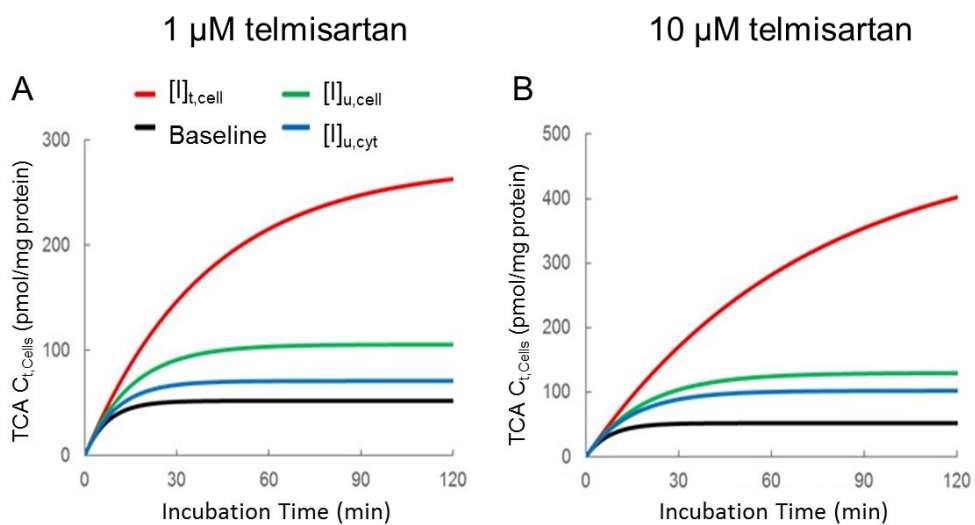 1 µM telmisartan
10 µM telmisartan
A
[I]t,cell
[I]u,cell
Baseline
[I]u,cyt
TCA Ct,Cells (pmol/mg protein)
300
200
100
0
0
30
60
90
120
Incubation Time (min)
B
TCA Ct,Cells (pmol/mg protein)
500
400
300
200
100
0
0
30
60
90
120
Incubation Time (min)